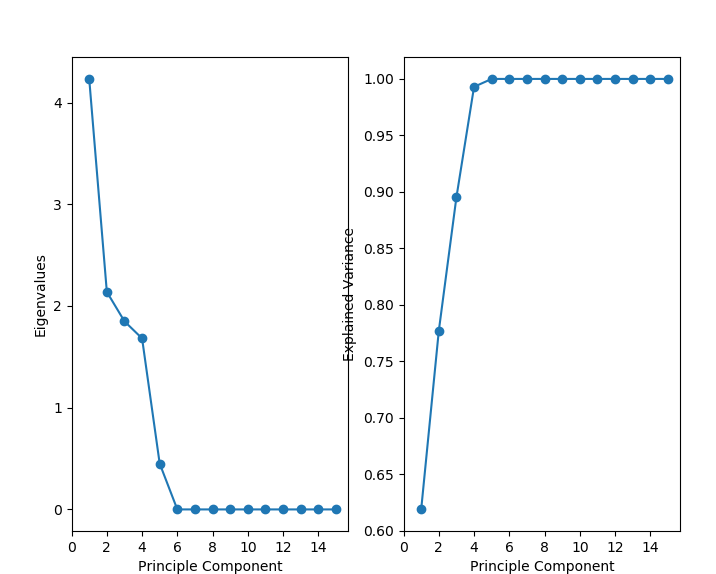 4
3
2
1
0
Eigenvalues
0 2 4 6 8 10 12 14
Principle Component
1.00
0.95
0.90
0.85
0.80
0.75
0.70
0.65
0.60
Explained Variance
0 2 4 6 8 10 12 14
Principle Component